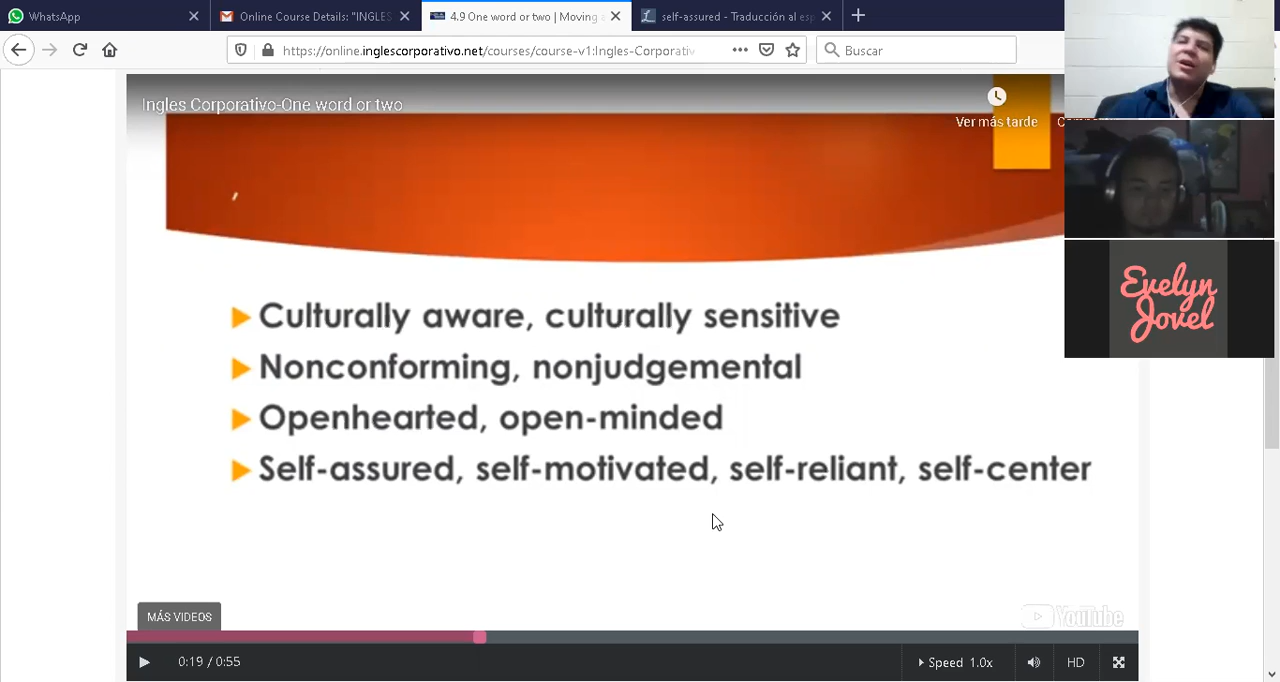 WhatsApp
Online Course Details: "INGLES
4.9 One word or two | Moving
self-assured - Traducción al es
https://online.inglescorporativo.net/courses/course-v1:Ingles-Corporativ
Buscar
Ingles Corporativo-One word or two
Ver más tarde
Culturally aware, culturally sensitive
Nonconforming, nonjudgemental
Openhearted, open-minded
Self-assured, self-motivated, self-reliant, self-center
Evelyn
Jovel
MÁS VIDEOS
YouTube
0:19 / 0:55
Speed 1.0x
HD